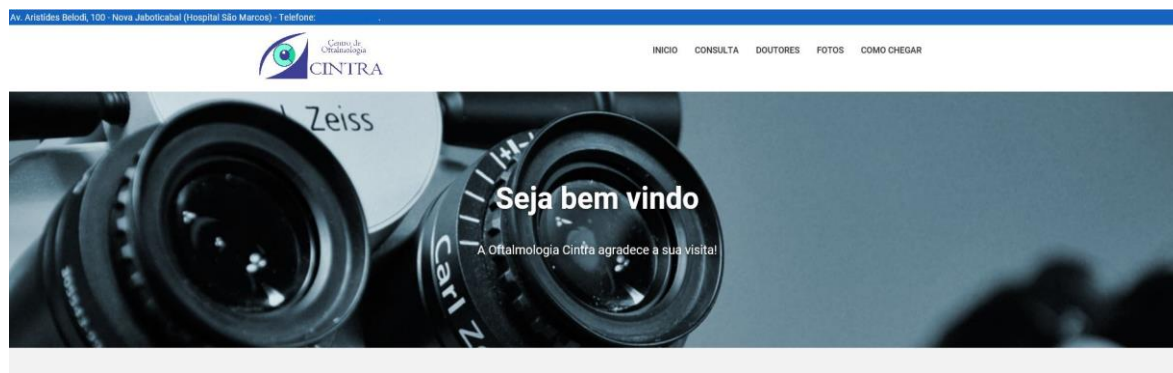 Av. Aristides Belodi, 100 - Nova Jaboticabal (Hospital São Marcos) - Telefone:
Centro de
Oftalmologia
CINTRA
INICIO CONSULTA DOUTORES FOTOS COMO CHEGAR
Zeiss
Seja bem vindo
A Oftalmologia Cintra agradece a sua visita!
Carl